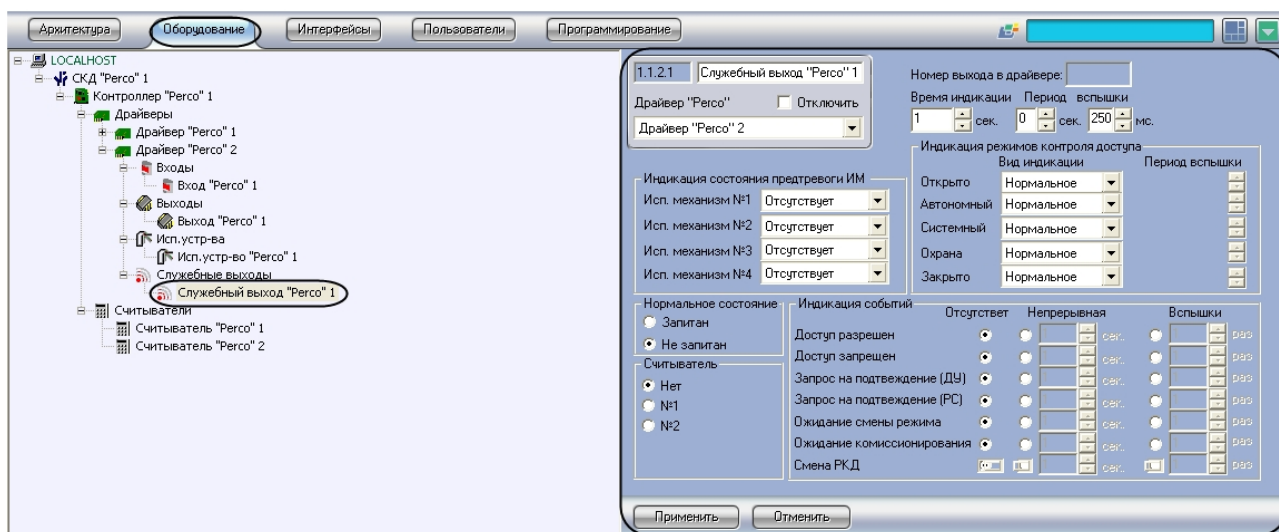 Архитектура Оборудование Интерфейсы Пользователи Программирование
LOCALHOST
СКД "Perco" 1
Контроллер "Perco" 1
Драйверы
Драйвер "Perco" 1
Драйвер "Perco" 2
Входы
Вход "Perco" 1
Выходы
Выход "Perco" 1
Исп.устр-ва
Исп.устр-во "Perco" 1
Служебные выходы
Служебный выход "Perco" 1
Считыватели
Считыватель "Perco" 1
Считыватель "Perco" 2
1.1.2.1 Служебный выход "Perco" 1
Драйвер "Perco" Отключить
Драйвер "Perco" 2
Номер выхода в драйвере:
Время индикации Период вспышки
1 сек. 0 сек. 250 мс.
Индикация состояния предтревоги ИМ
Исп. механизм №1 Отсутствует
Исп. механизм №2 Отсутствует
Исп. механизм №3 Отсутствует
Исп. механизм №4 Отсутствует
Индикация режимов контроля доступа
Вид индикации Период вспышки
Открыто Нормальное
Автономный Нормальное
Системный Нормальное
Охрана Нормальное
Закрыто Нормальное
Нормальное состояние
Запитан
Не запитан
Считыватель
Нет
№1
№2
Индикация событий
Отсутствет Непрерывная Вспышки
Доступ разрешен сек. раз
Доступ запрещен сек. раз
Запрос на подтвеждение (ДУ) сек. раз
Запрос на подтвеждение (РС) сек. раз
Ожидание смены режима сек. раз
Ожидание комиссионирования сек. раз
Смена РКД сек. раз
Применить Отменить